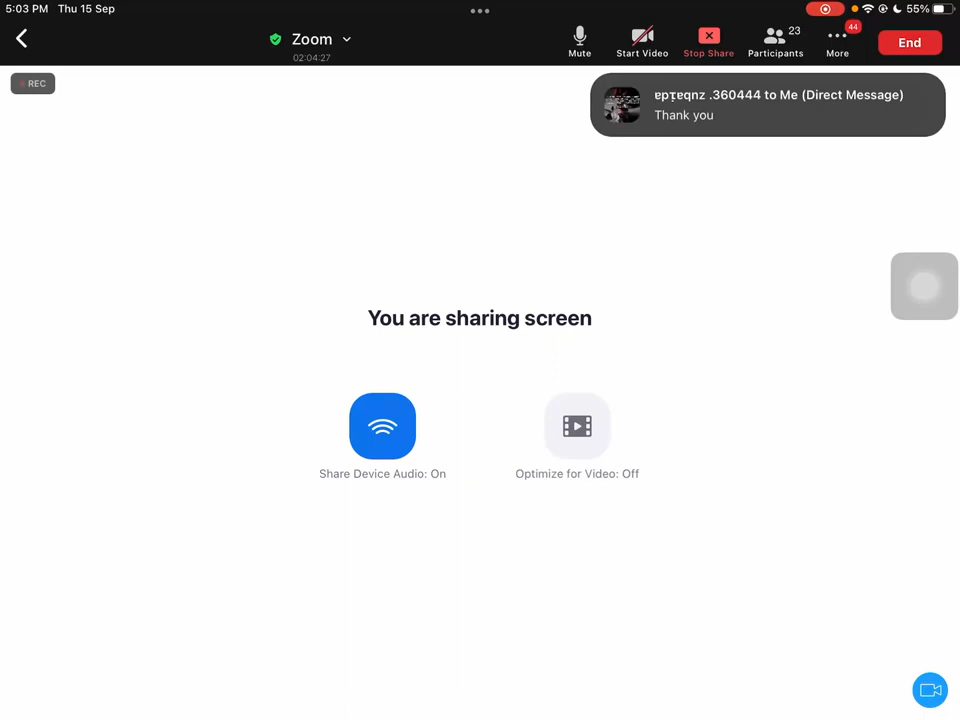 5:03 PM Thu 15 Sep
55%
Zoom
02:04:27
Mute
Start Video
Stop Share
23
Participants
44
More
End
REC
ɐpɪɐqnz .360444 to Me (Direct Message)
Thank you
You are sharing screen
Share Device Audio: On
Optimize for Video: Off